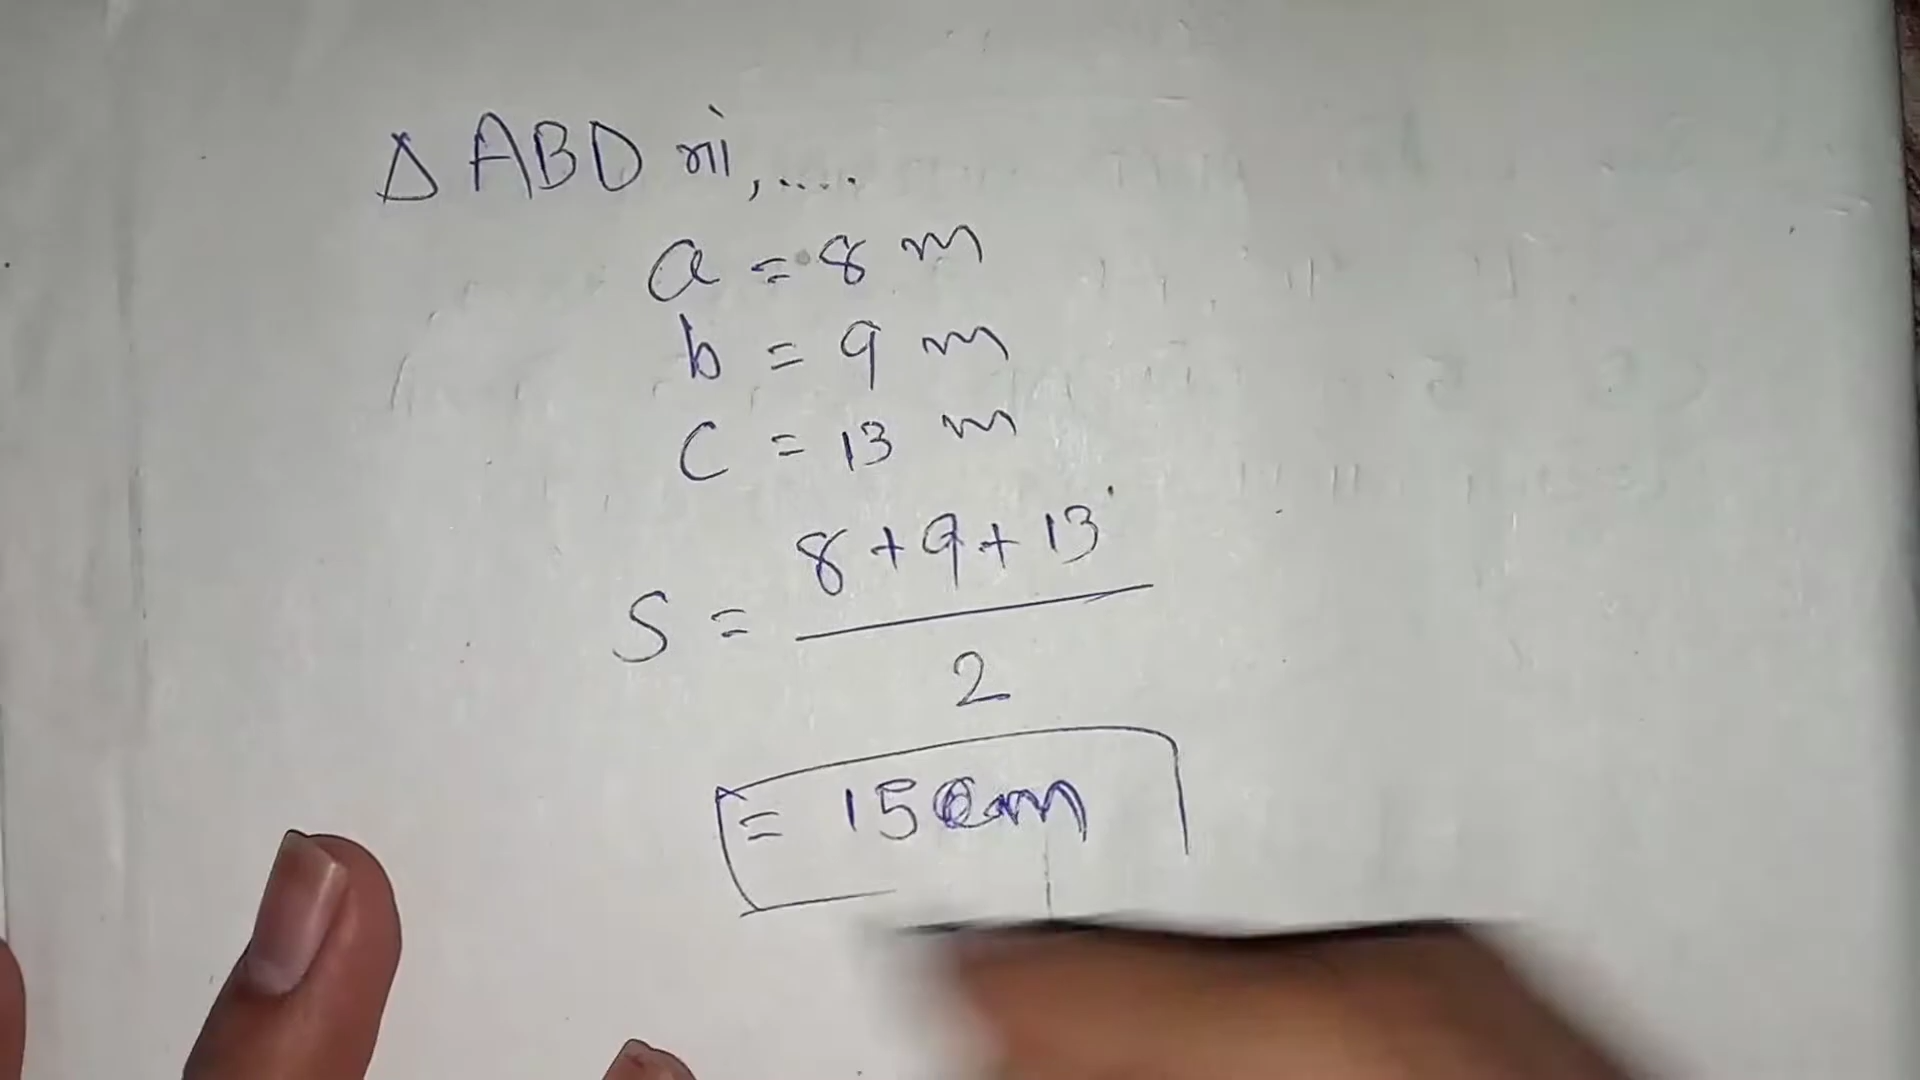 Δ ABD માં,....
a = 8 m
b = 9 m
c = 13 m
8 + 9 + 13
S =
2
= 15 m